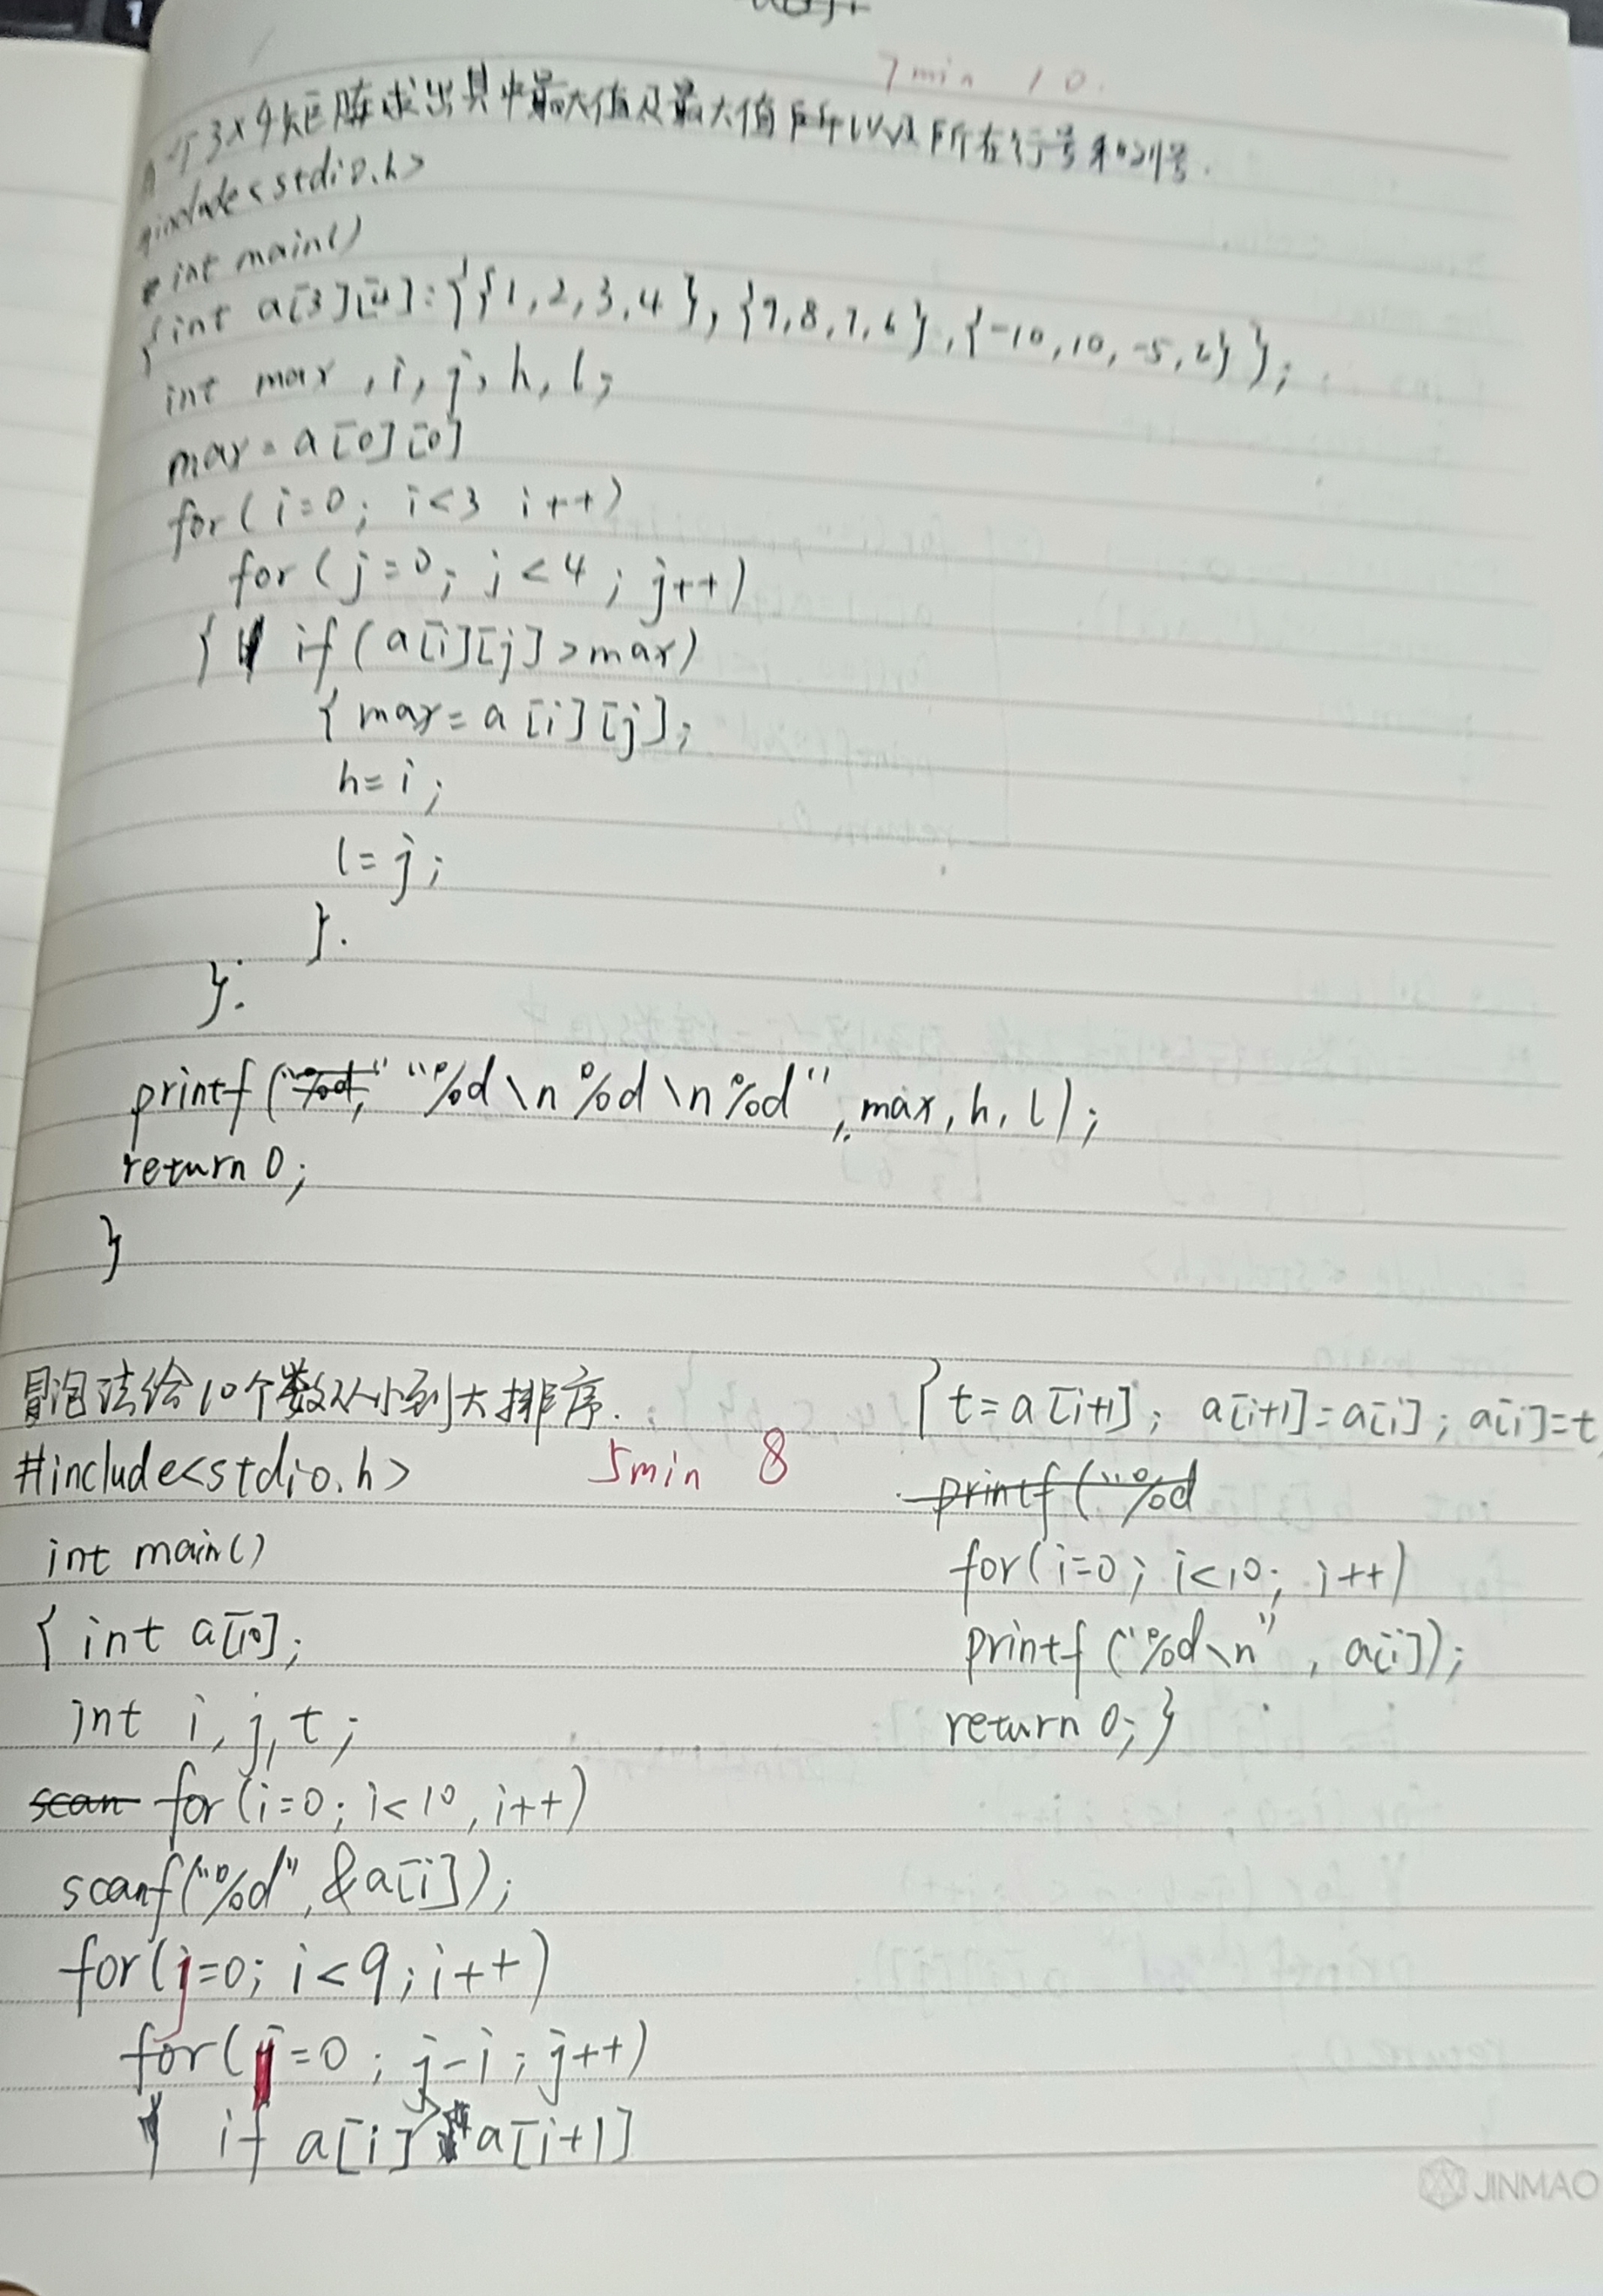 7min 10.
3×4矩阵求出其中最大值及最大值所以及所在行号和列号.
#include<stdio.h>
int main()
{int a[3][4]:{{1,2,3,4},{9,8,7,6},{-10,10,-5,2}};
int max,i,j,h,l;
max=a[0][0]
for(i=0; i<3 i++)
for(j=0; j<4; j++)
{ if(a[i][j]>max)
{max=a[i][j];
h=i;
l=j;
}.
}.
printf("%d," "%d\n%d\n%d",max,h,l);
return 0;
}
冒泡法给10个数从小到大排序.
5min 8
#include<stdio.h>
int main()
{int a[10];
int i,j,t;
scan for(i=0; i<10,i++)
scanf("%d",&a[i]);
for(j=0; i<9;i++)
for(j=0; j-i; j++)
if a[i]>a[i+1]
{t=a[i+1]; a[i+1]=a[i]; a[i]=t
printf("%d
for(i=0; i<10; i++)
printf("%d\n", a[i]);
return 0;}
JINMAO